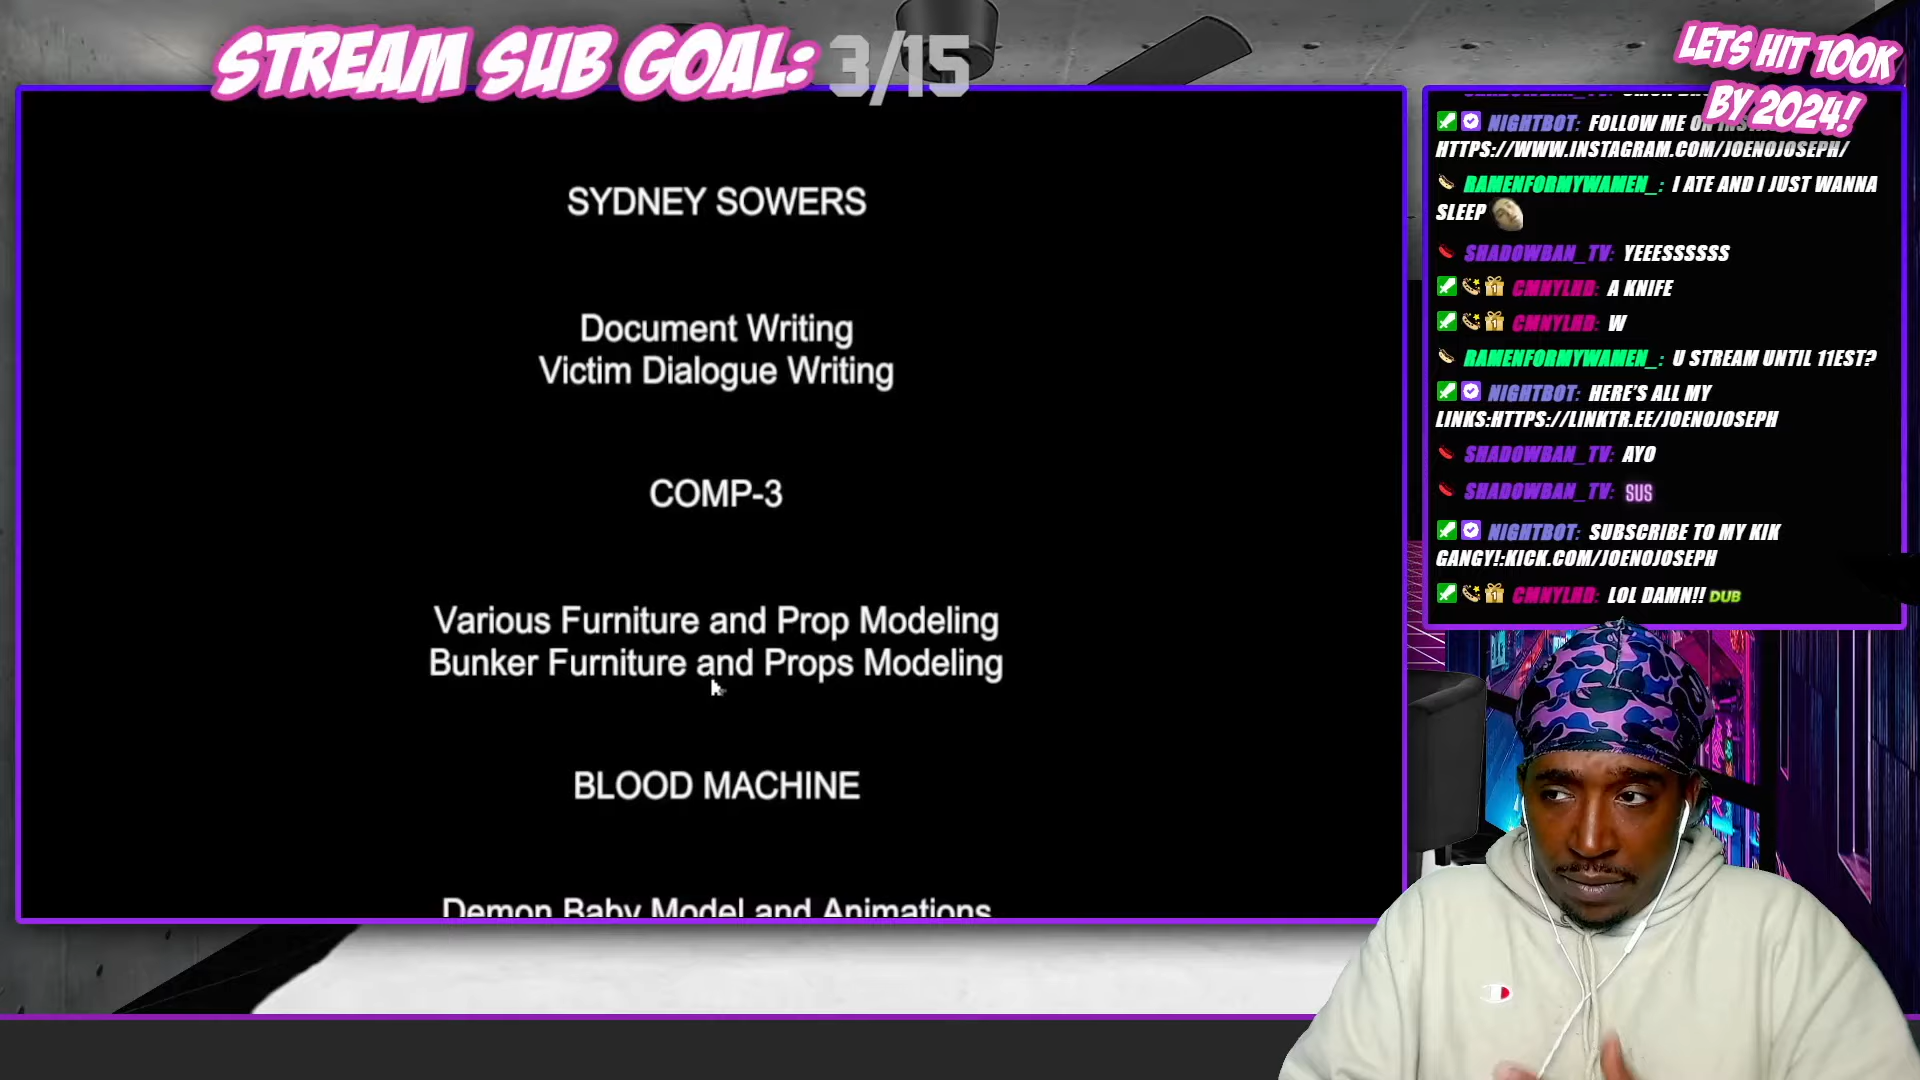 STREAM SUB GOAL: 3/15
LETS HIT 100K
BY 2024!
SYDNEY SOWERS
Document Writing
Victim Dialogue Writing
COMP-3
Various Furniture and Prop Modeling
Bunker Furniture and Props Modeling
BLOOD MACHINE
Demon Baby Model and Animations
NIGHTBOT: FOLLOW ME ON
HTTPS://WWW.INSTAGRAM.COM/JOENOJOSEPH/
RAMENFORMYWAMEN_: I ATE AND I JUST WANNA
SLEEP
SHADOWBAN_TV: YEEESSSSSS
CMNYLHD: A KNIFE
CMNYLHD: W
RAMENFORMYWAMEN_: U STREAM UNTIL 11EST?
NIGHTBOT: HERE'S ALL MY
LINKS:HTTPS://LINKTR.EE/JOENOJOSEPH
SHADOWBAN_TV: AYO
SHADOWBAN_TV: SUS
NIGHTBOT: SUBSCRIBE TO MY KIK
GANGY!:KICK.COM/JOENOJOSEPH
CMNYLHD: LOL DAMN!! DUB